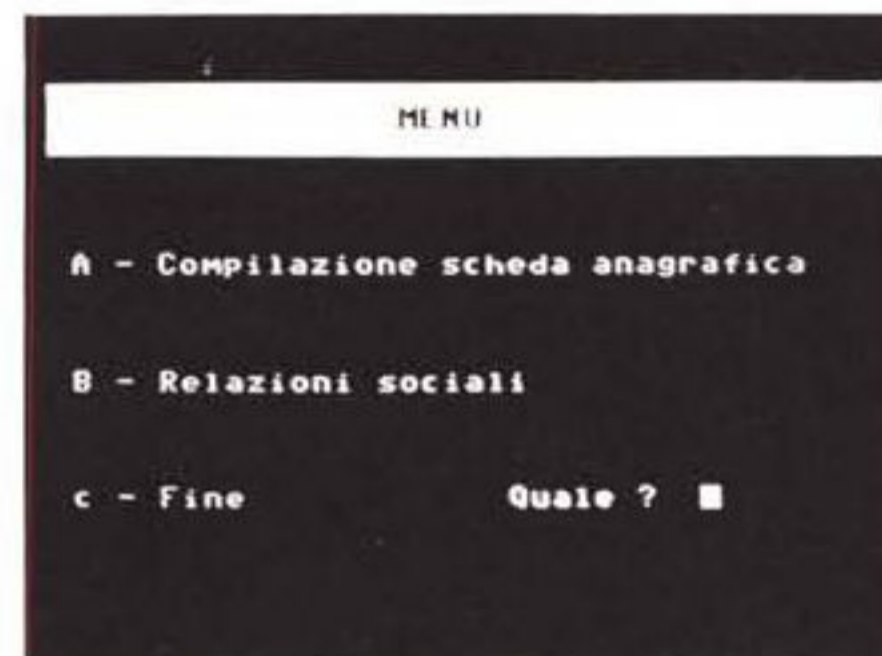 MENU
A - Compilazione scheda anagrafica
B - Relazioni sociali
c - Fine Quale ?